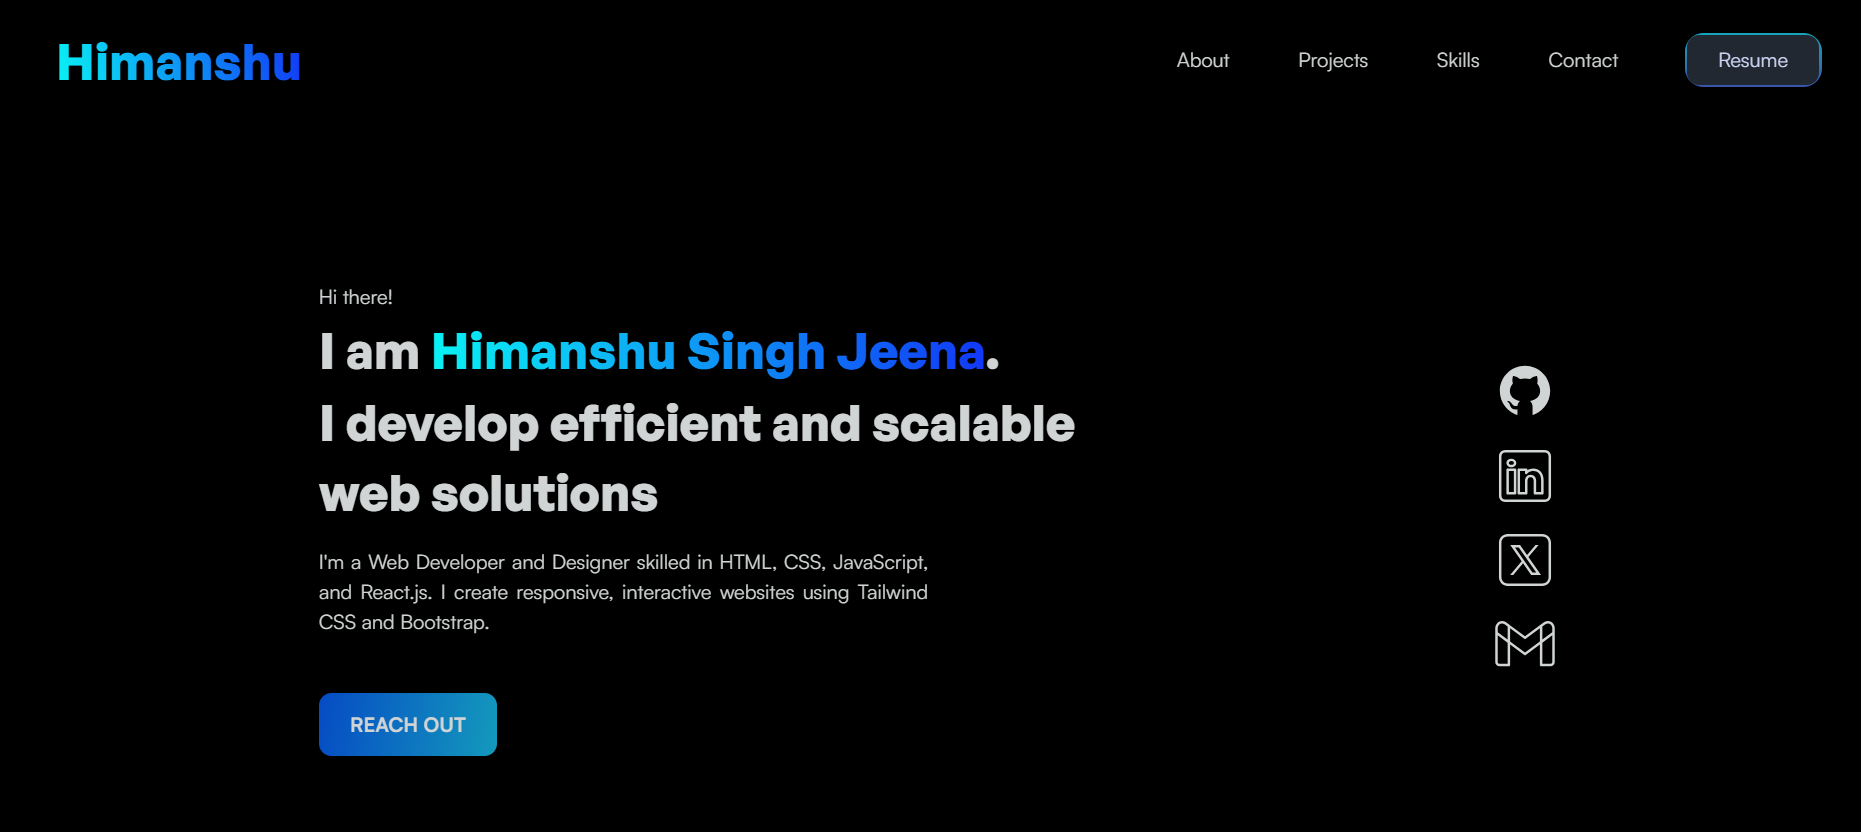 Himanshu
About
Projects
Skills
Contact
Resume
Hi there!
I am Himanshu Singh Jeena.
I develop efficient and scalable
web solutions
I'm a Web Developer and Designer skilled in HTML, CSS, JavaScript,
and React.js. I create responsive, interactive websites using Tailwind
CSS and Bootstrap.
REACH OUT
in
X
M